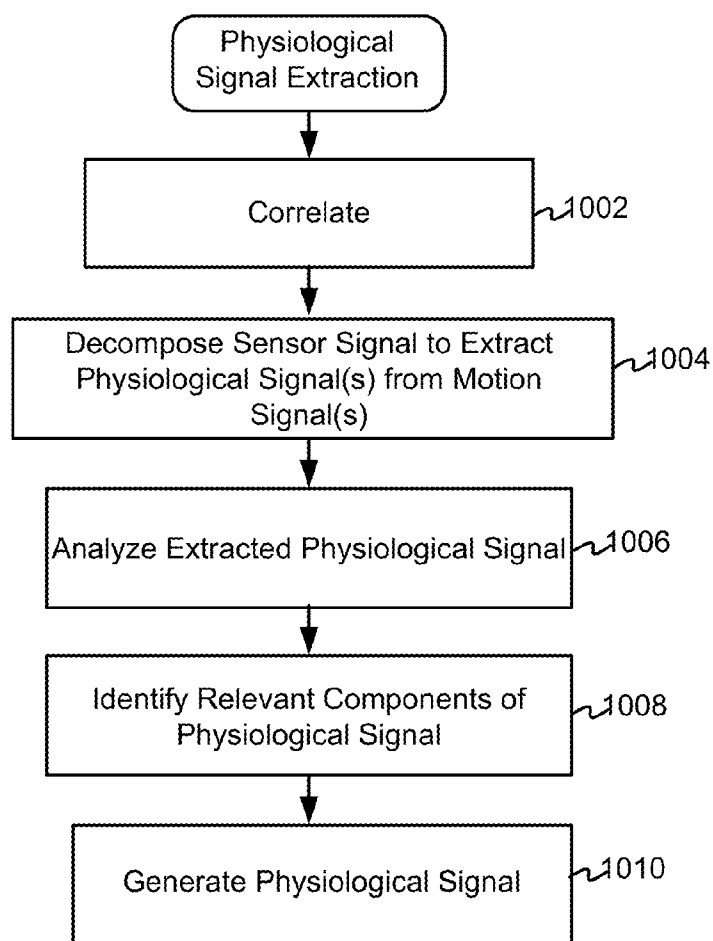 Physiological
Signal Extraction
Correlate
1002
Decompose Sensor Signal to Extract
Physiological Signal(s) from Motion
Signal(s)
1004
Analyze Extracted Physiological Signal
1006
Identify Relevant Components of
Physiological Signal
1008
Generate Physiological Signal
1010